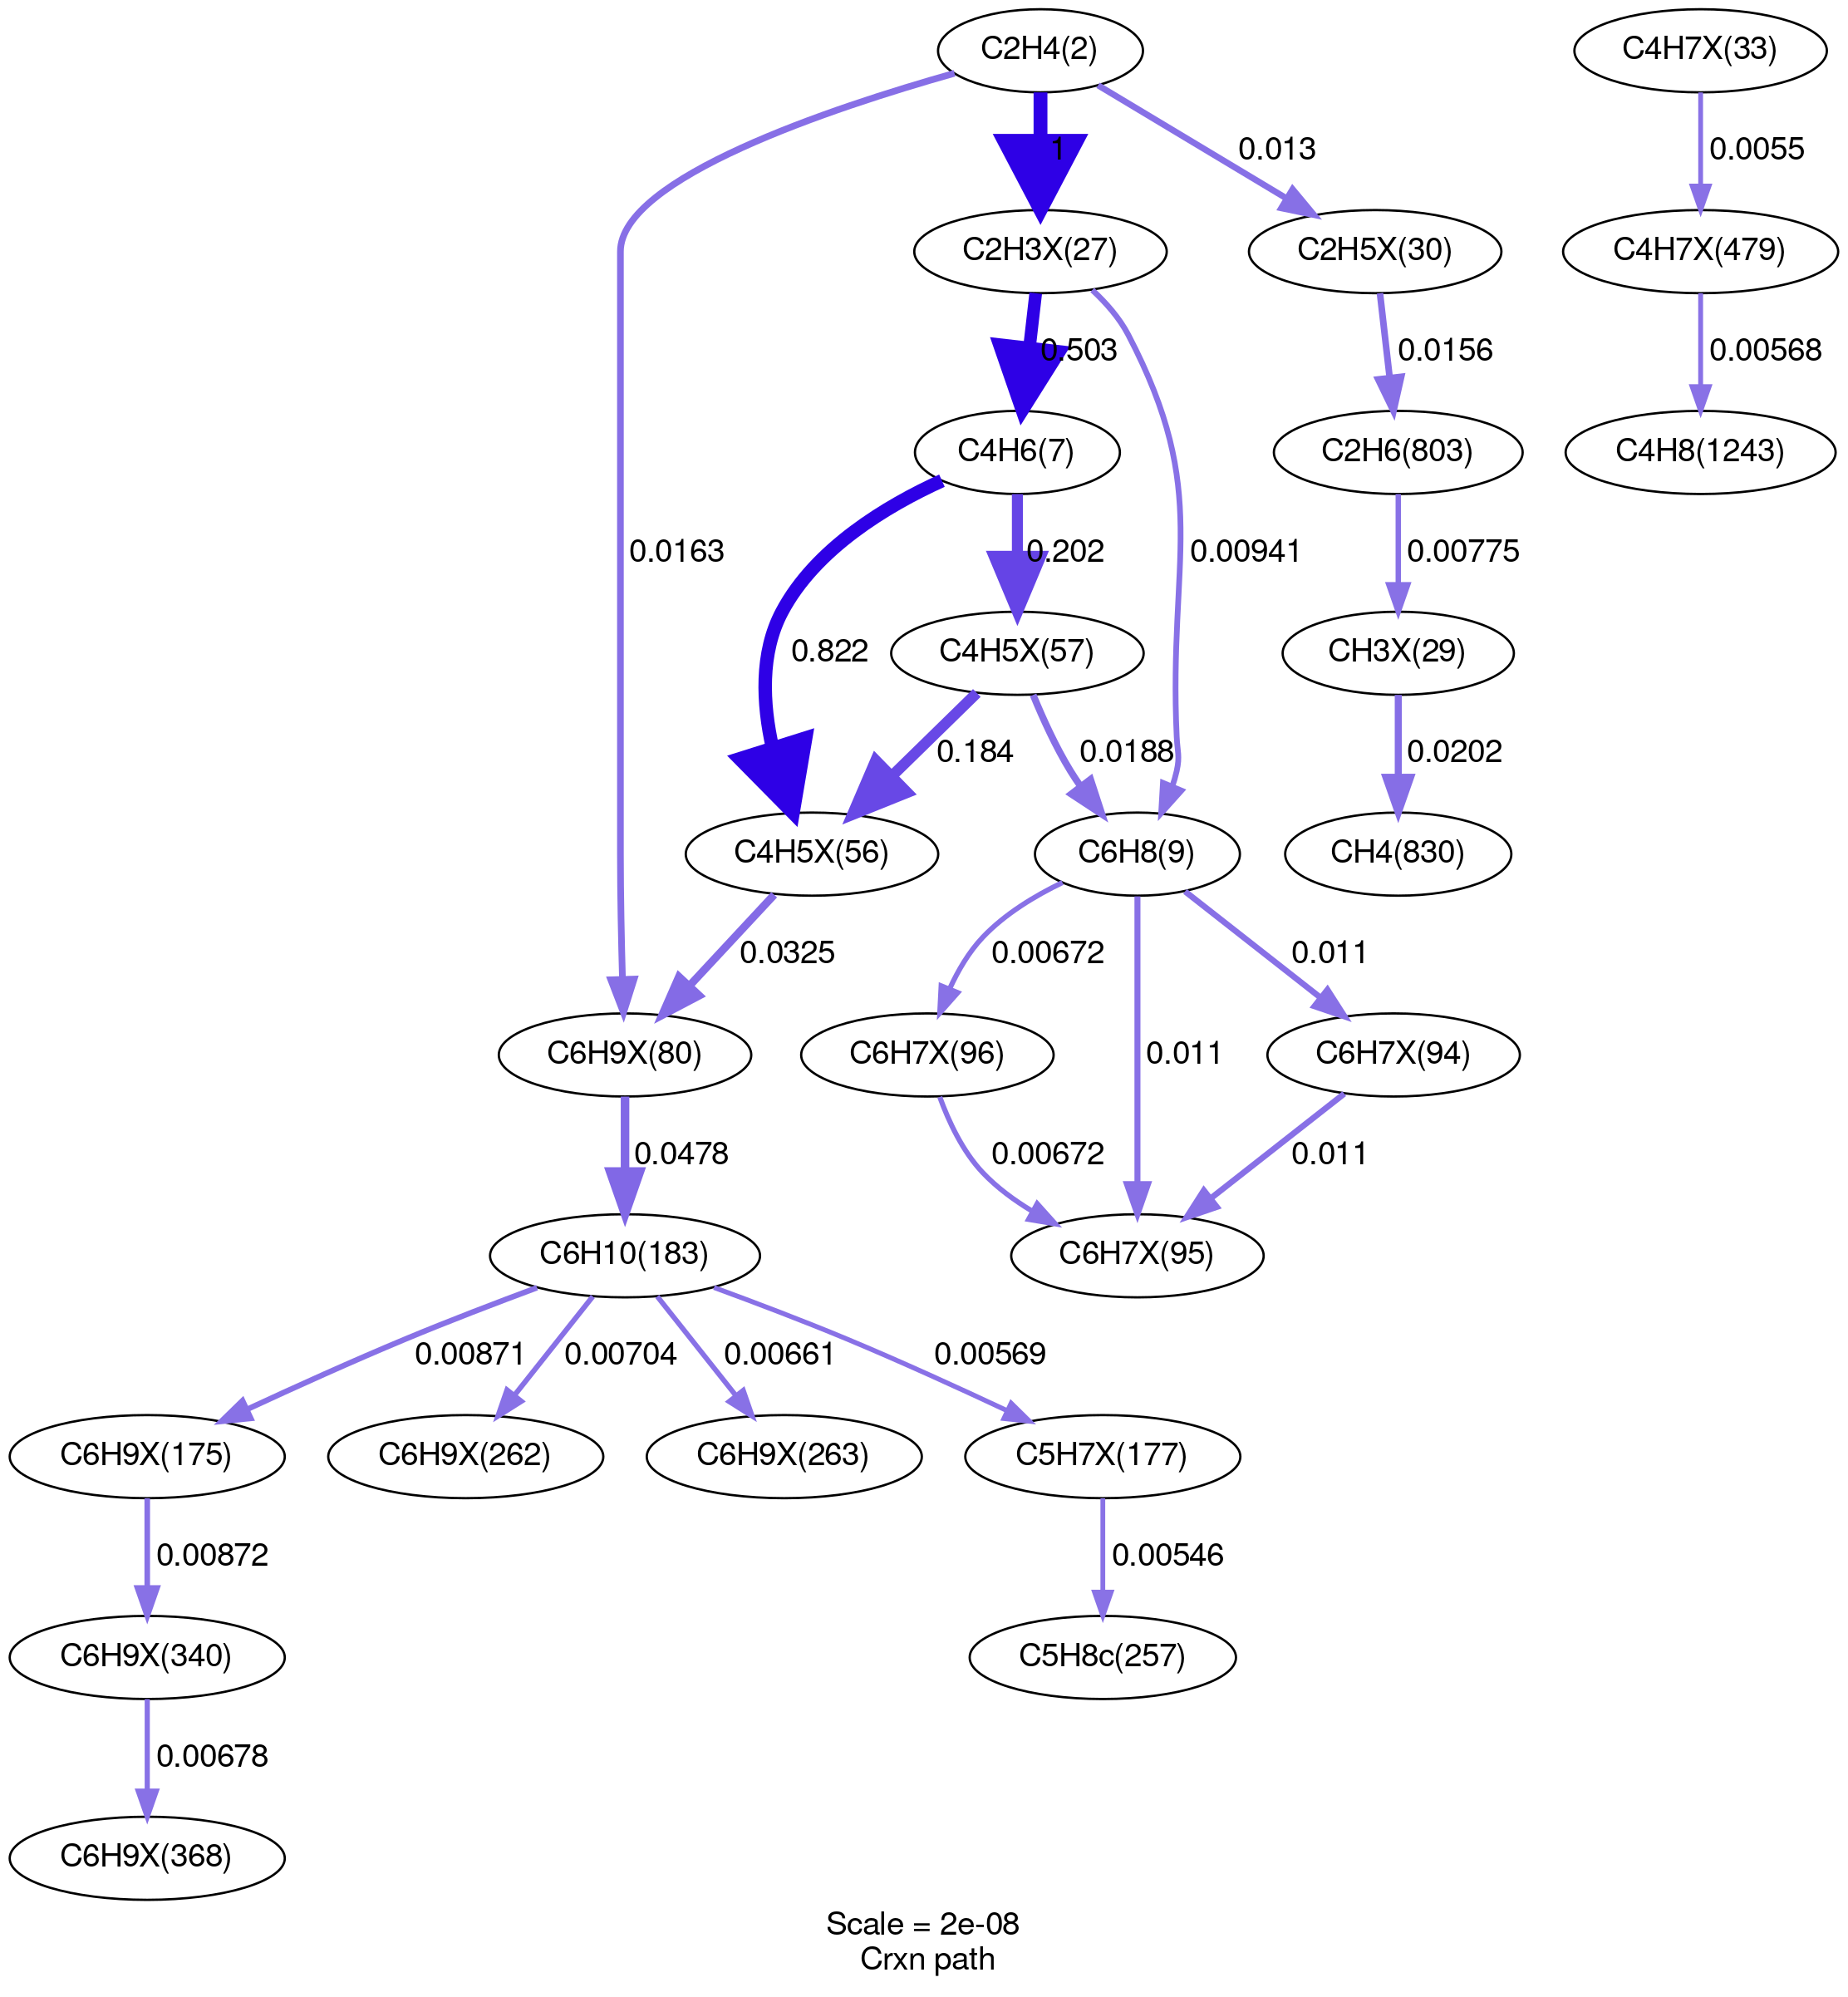 C2H4(2)
C4H7X(33)
1
0.013
0.0055
C2H3X(27)
C2H5X(30)
C4H7X(479)
0.503
0.0156
0.00568
C4H6(7)
C2H6(803)
C4H8(1243)
0.0163
0.202
0.00941
0.00775
0.822
C4H5X(57)
CH3X(29)
0.184
0.0188
0.0202
C4H5X(56)
C6H8(9)
CH4(830)
0.0325
0.00672
0.011
0.011
C6H9X(80)
C6H7X(96)
C6H7X(94)
0.0478
0.00672
0.011
C6H10(183)
C6H7X(95)
0.00871
0.00704
0.00661
0.00569
C6H9X(175)
C6H9X(262)
C6H9X(263)
C5H7X(177)
0.00872
0.00546
C6H9X(340)
C5H8c(257)
0.00678
C6H9X(368)
Scale = 2e-08
Crxn path